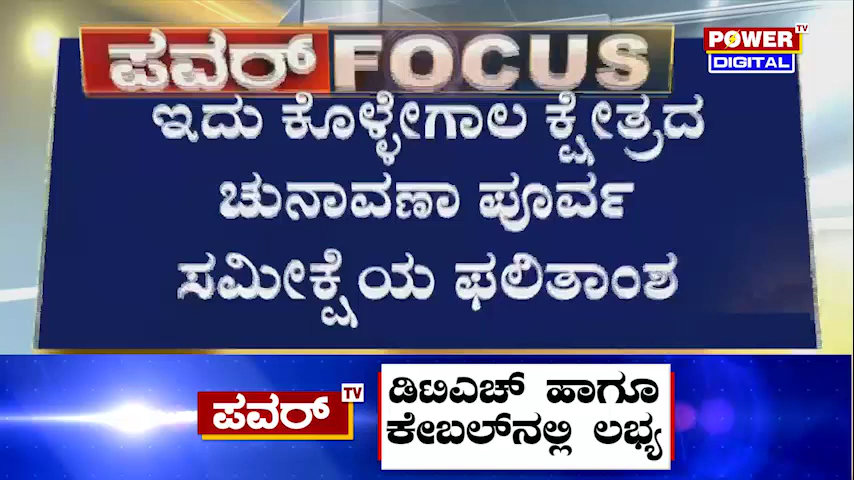 ಪವರ್ FOCUS
POWER TV
DIGITAL
ಇದು ಕೊಳ್ಳೇಗಾಲ ಕ್ಷೇತ್ರದ
ಚುನಾವಣಾ ಪೂರ್ವ
ಸಮೀಕ್ಷೆಯ ಫಲಿತಾಂಶ
ಪವರ್ TV
ಡಿಟಿಎಚ್ ಹಾಗೂ
ಕೇಬಲ್‌ನಲ್ಲಿ ಲಭ್ಯ